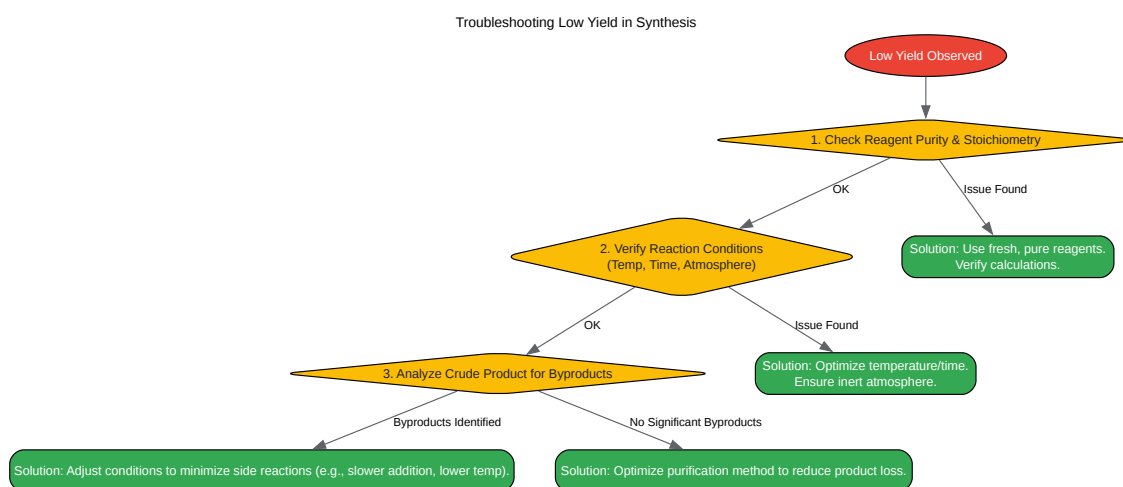 Troubleshooting Low Yield in Synthesis
Low Yield Observed
1. Check Reagent Purity & Stoichiometry
OK
Issue Found
2. Verify Reaction Conditions
(Temp, Time, Atmosphere)
Solution: Use fresh, pure reagents.
Verify calculations.
OK
Issue Found
3. Analyze Crude Product for Byproducts
Solution: Optimize temperature/time.
Ensure inert atmosphere.
Byproducts Identified
No Significant Byproducts
Solution: Adjust conditions to minimize side reactions (e.g., slower addition, lower temp).
Solution: Optimize purification method to reduce product loss.